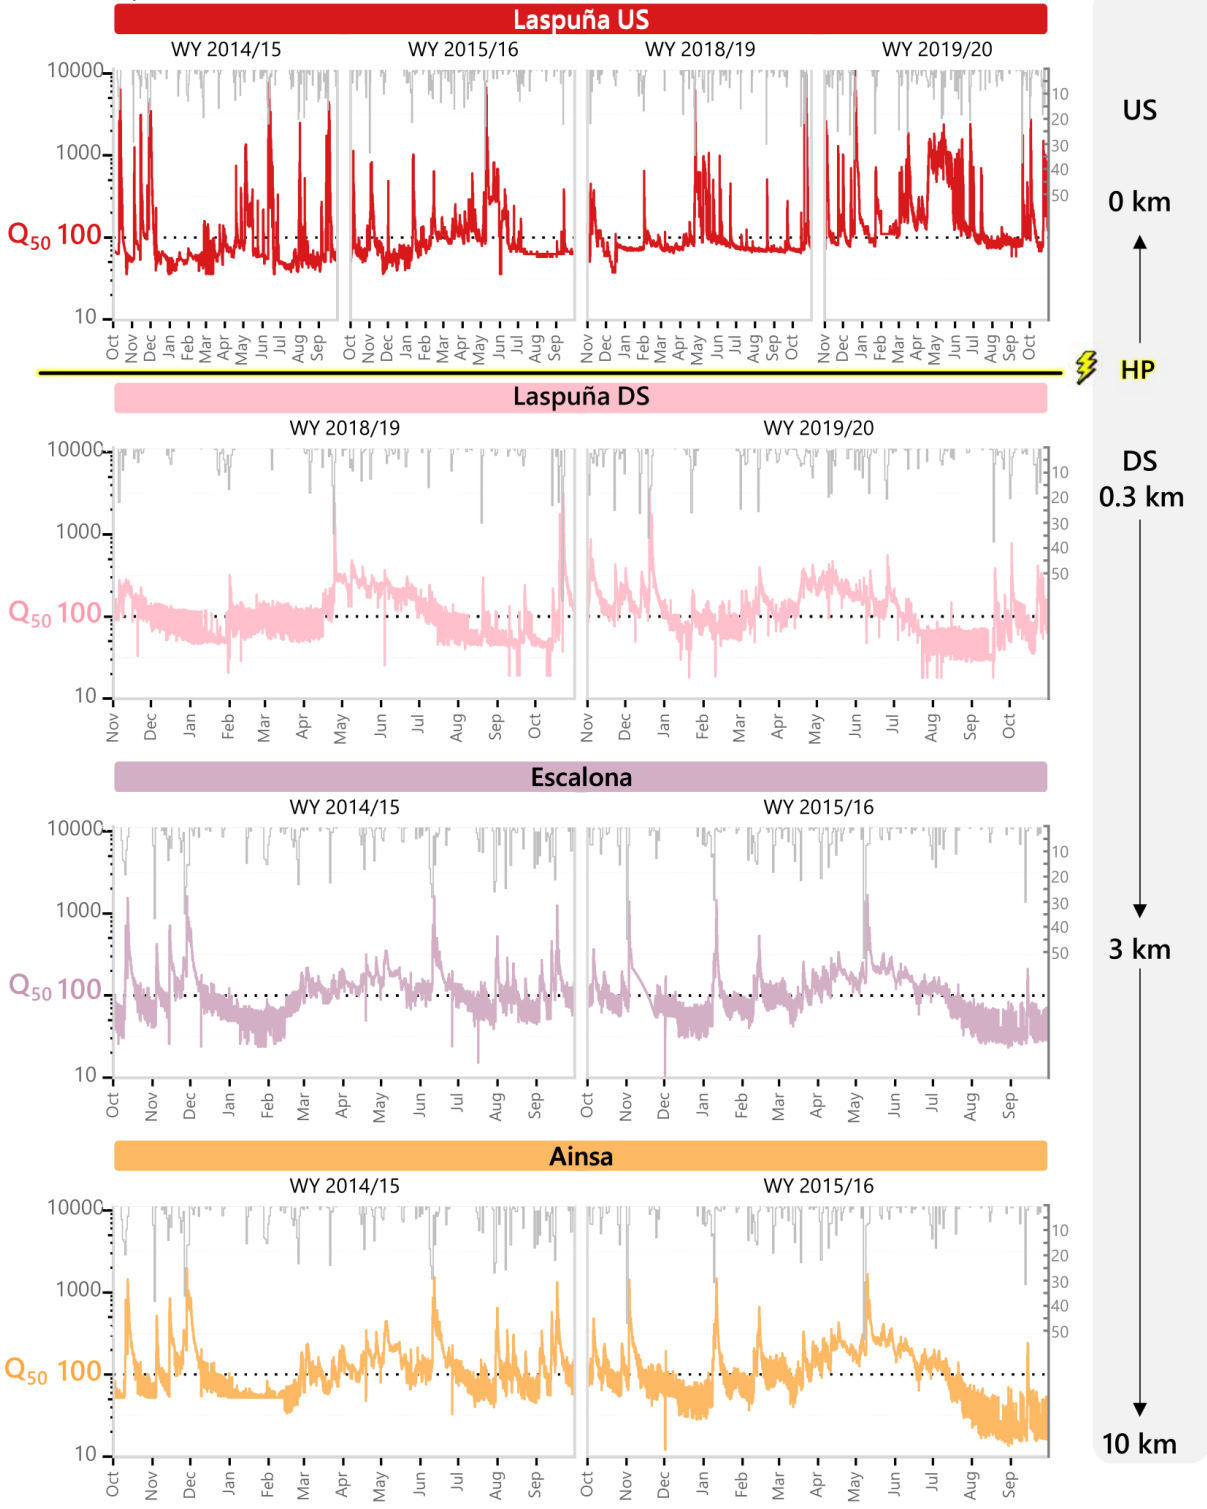 Laspuña US
WY 2014/15 WY 2015/16 WY 2018/19 WY 2019/20
10000
1000
Q50 100
10
10
20
30
40
50
Oct Nov Dec Jan Feb Mar Apr May Jun Jul Aug Sep
Oct Nov Dec Jan Feb Mar Apr May Jun Jul Aug Sep
Nov Dec Jan Feb Mar Apr May Jun Jul Aug Sep Oct
Nov Dec Jan Feb Mar Apr May Jun Jul Aug Sep Oct
US
0 km
HP
Laspuña DS
WY 2018/19 WY 2019/20
10000
1000
Q50 100
10
10
20
30
40
50
Nov Dec Jan Feb Mar Apr May Jun Jul Aug Sep Oct
Nov Dec Jan Feb Mar Apr May Jun Jul Aug Sep Oct
DS
0.3 km
Escalona
WY 2014/15 WY 2015/16
10000
1000
Q50 100
10
10
20
30
40
50
Oct Nov Dec Jan Feb Mar Apr May Jun Jul Aug Sep
Oct Nov Dec Jan Feb Mar Apr May Jun Jul Aug Sep
3 km
Ainsa
WY 2014/15 WY 2015/16
10000
1000
Q50 100
10
10
20
30
40
50
Oct Nov Dec Jan Feb Mar Apr May Jun Jul Aug Sep
Oct Nov Dec Jan Feb Mar Apr May Jun Jul Aug Sep
10 km